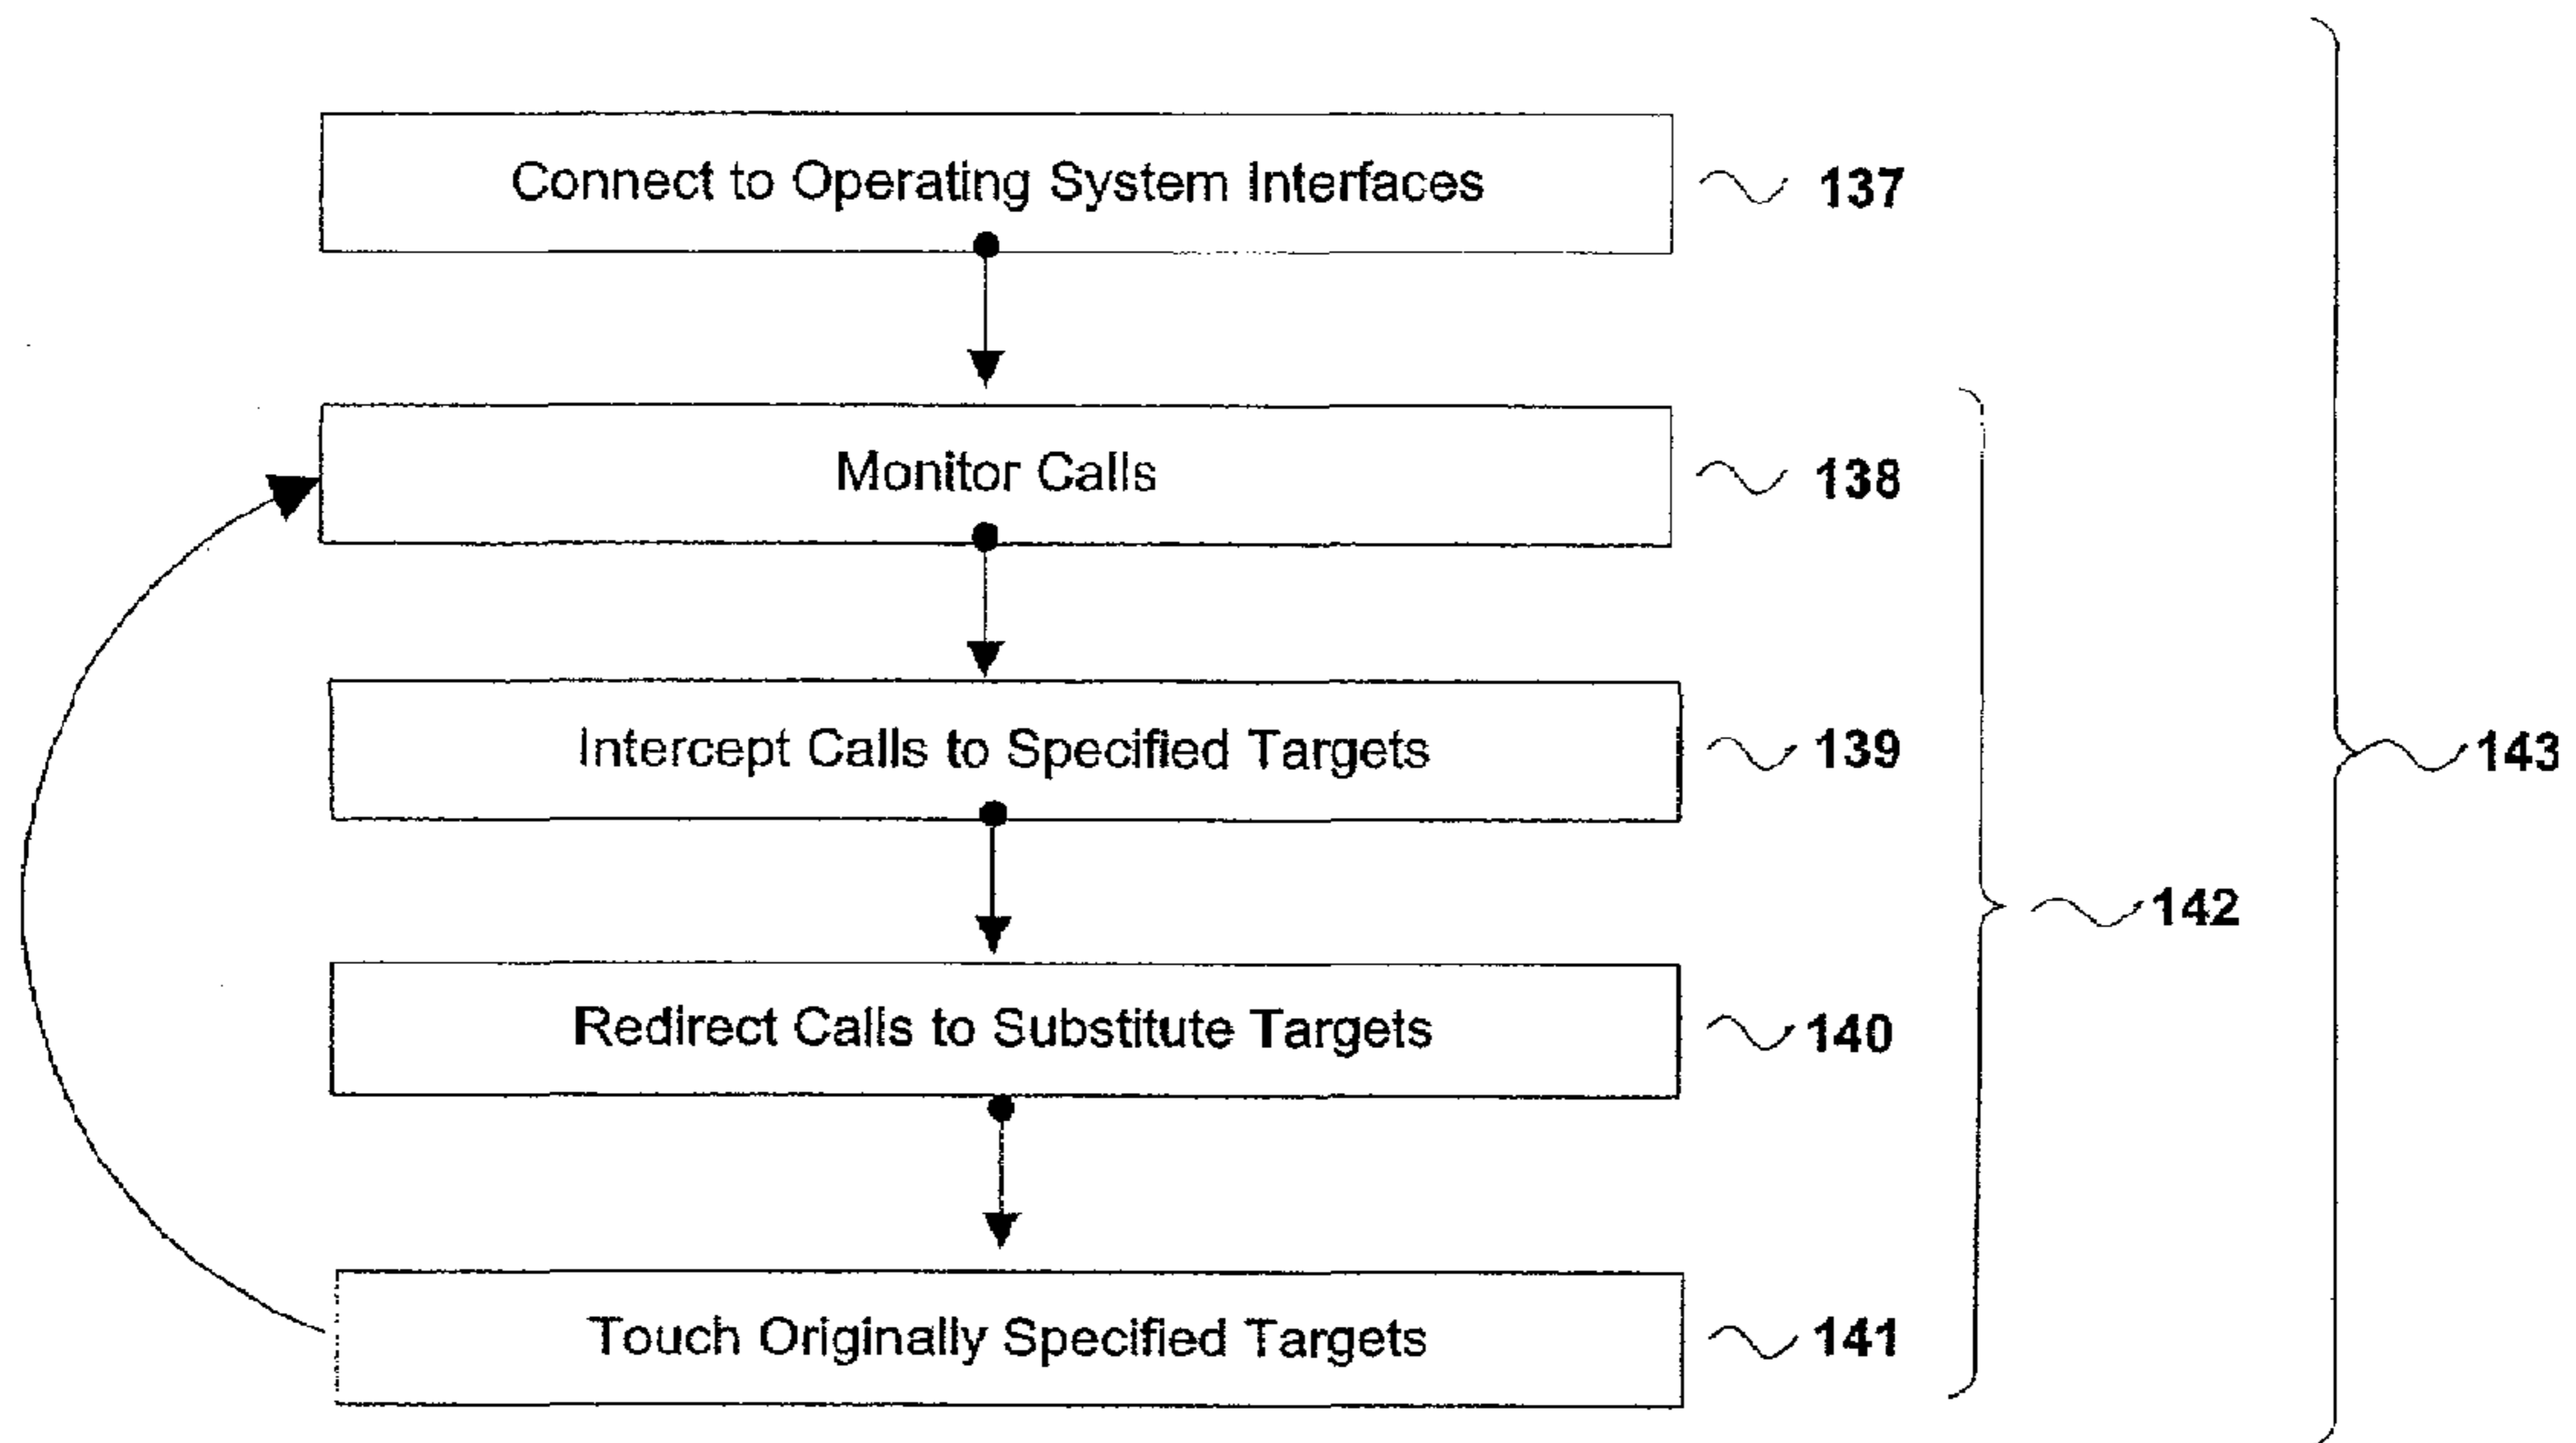 Connect to Operating System Interfaces 137
Monitor Calls 138
Intercept Calls to Specified Targets 139
143
142
Redirect Calls to Substitute Targets 140
Touch Originally Specified Targets 141